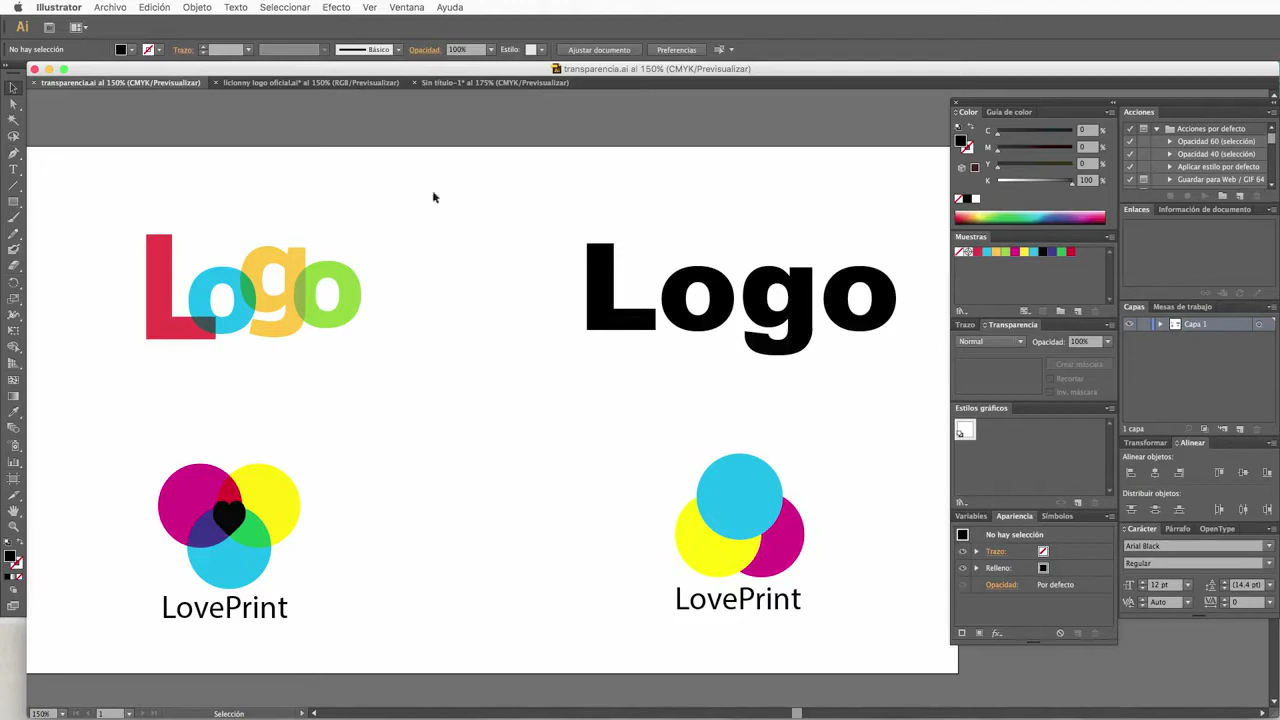 Illustrator Archivo Edición Objeto Texto Seleccionar Efecto Ver Ventana Ayuda
Ai Br
No hay selección Trazo: Básico Opacidad: 100% Estilo: Ajustar documento Preferencias
transparencia.ai al 150% (CMYK/Previsualizar)
transparencia.ai al 150% (CMYK/Previsualizar) liclonny logo oficial.ai* al 150% (RGB/Previsualizar) Sin título-1* al 175% (CMYK/Previsualizar)
Color Guía de color
C 0 %
M 0 %
Y 0 %
K 100 %
Muestras
Trazo Transparencia
Normal Opacidad: 100%
Crear máscara
Recortar
Inv. máscara
Estilos gráficos
Variables Apariencia Símbolos
No hay selección
Trazo:
Relleno:
Opacidad: Por defecto
fx
Acciones
Acciones por defecto
Opacidad 60 (selección)
Opacidad 40 (selección)
Aplicar estilo por defecto
Guardar para Web / GIF 64
Enlaces Información de documento
Capas Mesas de trabajo
Capa 1
1 capa
Transformar Alinear
Alinear objetos:
Distribuir objetos:
Carácter Párrafo OpenType
Arial Black
Regular
12 pt (14.4 pt)
Auto 0
Logo
Logo
LovePrint
LovePrint
150% 1 Selección